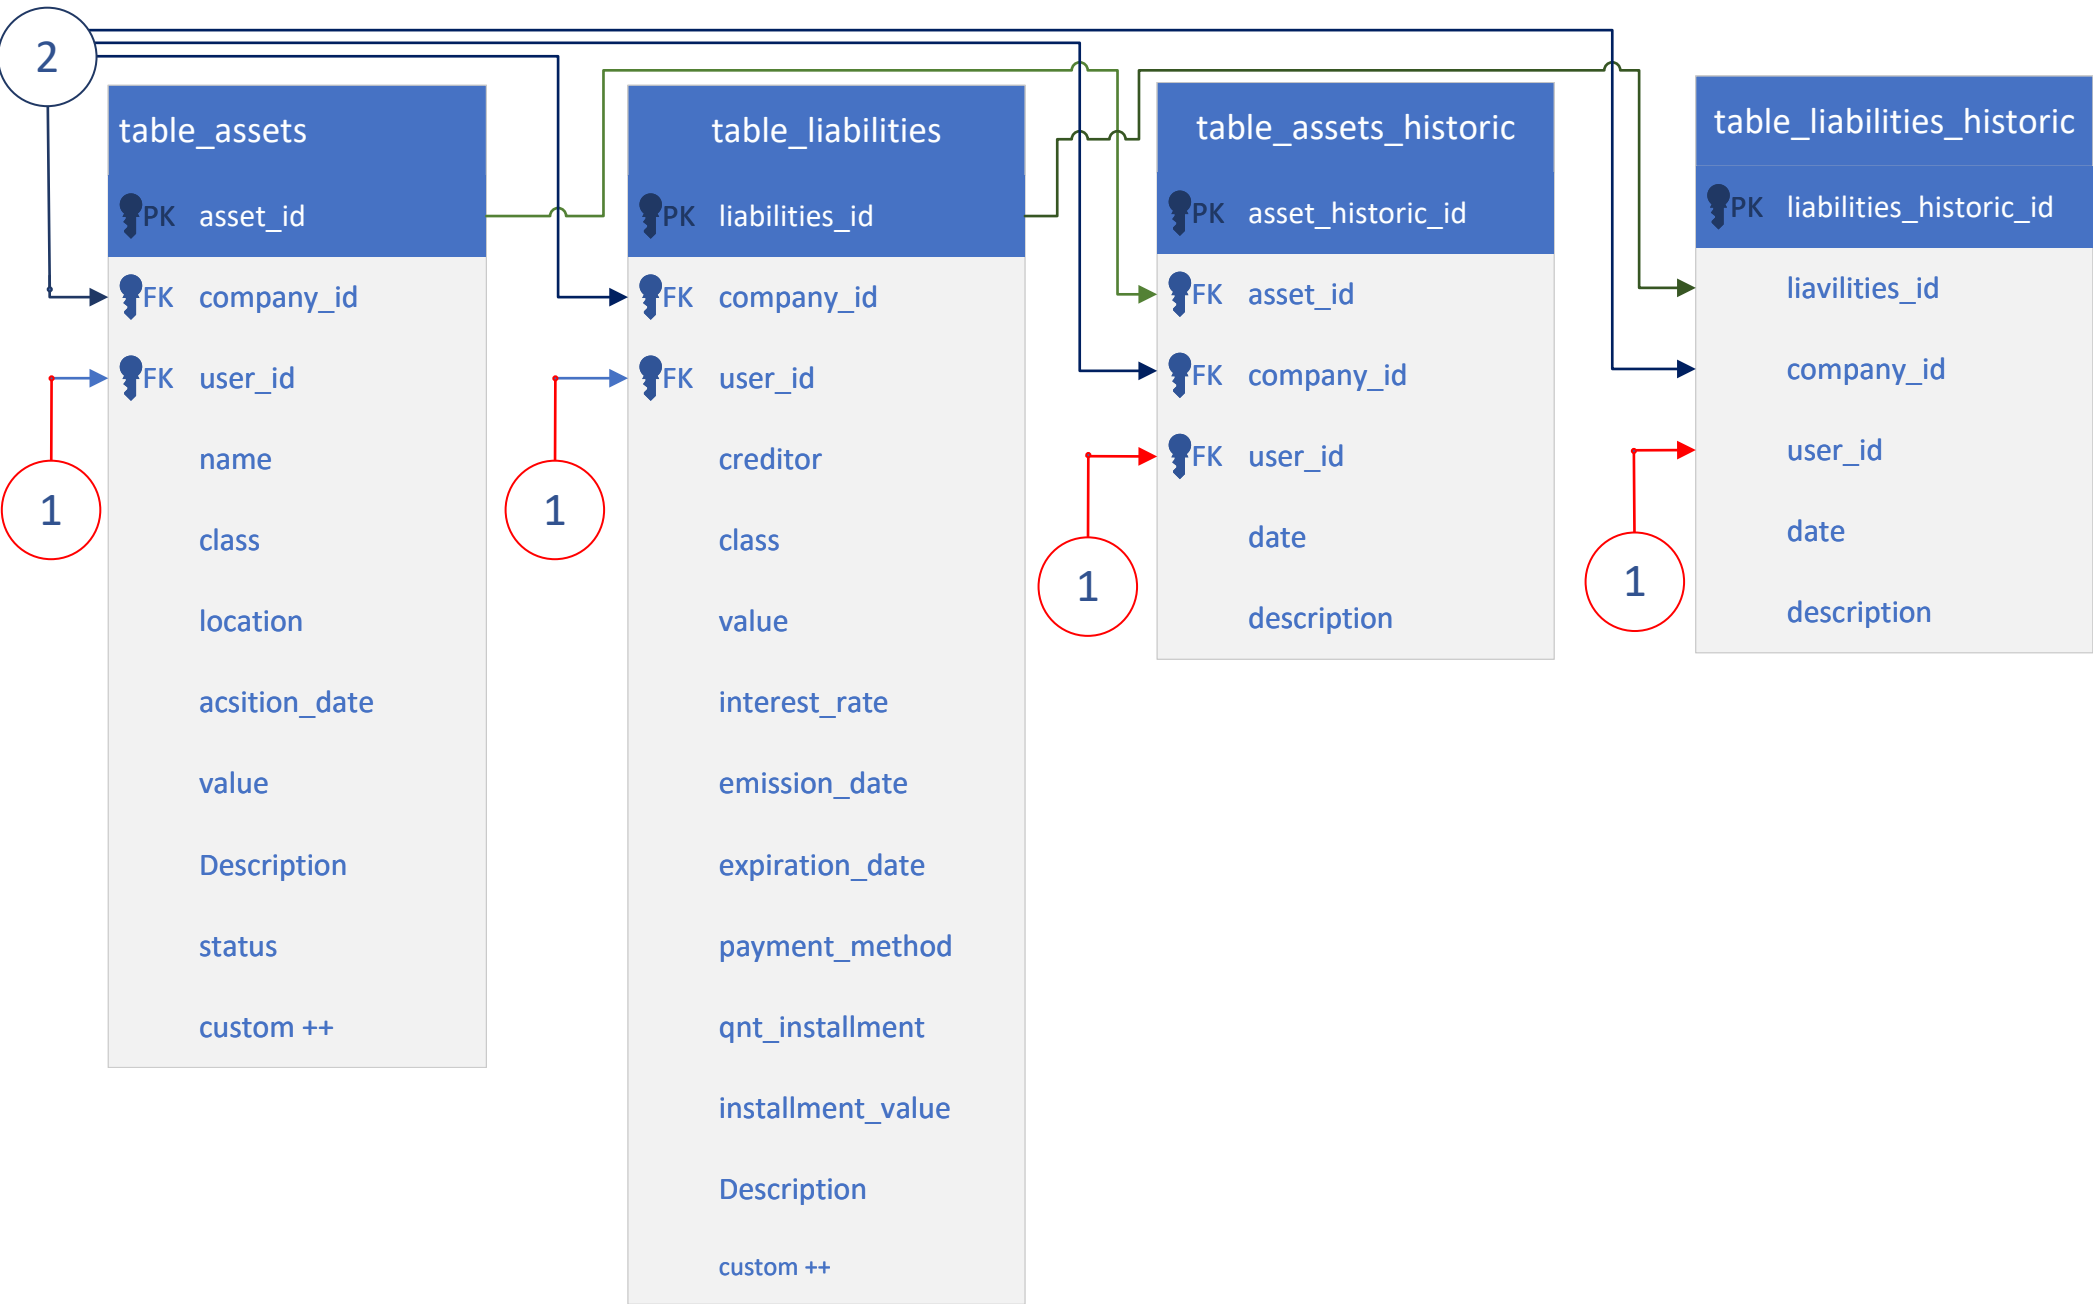 2
table_assets
PK asset_id
FK company_id
FK user_id
name
class
location
acsition_date
value
Description
status
custom ++
1
table_liabilities
PK liabilities_id
FK company_id
FK user_id
creditor
class
value
interest_rate
emission_date
expiration_date
payment_method
qnt_installment
installment_value
Description
custom ++
1
table_assets_historic
PK asset_historic_id
FK asset_id
FK company_id
FK user_id
date
description
1
table_liabilities_historic
PK liabilities_historic_id
liavilities_id
company_id
user_id
date
description
1